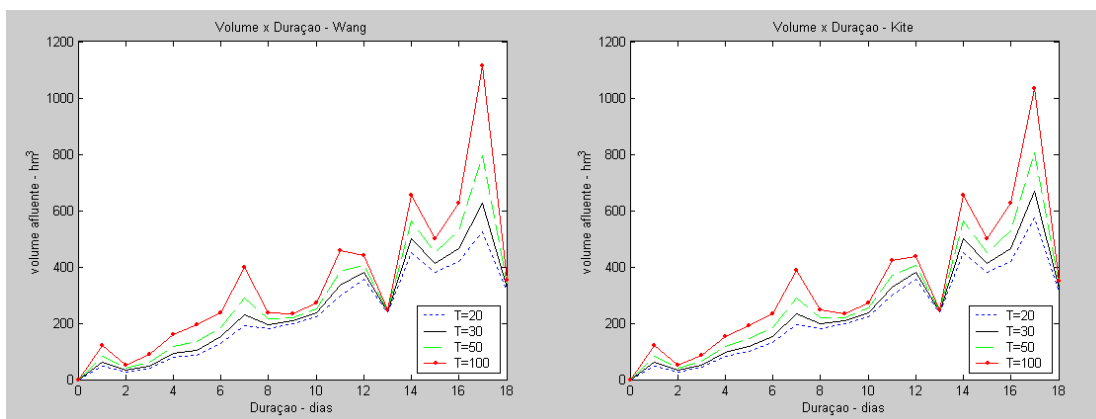 Volume x Duraçao - Wang
1200
1000
800
600
400
200
0
volume afluente - hm³
0 2 4 6 8 10 12 14 16 18
Duraçao - dias
T=20
T=30
T=50
T=100
Volume x Duraçao - Kite
1200
1000
800
600
400
200
0
volume afluente - hm³
0 2 4 6 8 10 12 14 16 18
Duraçao - dias
T=20
T=30
T=50
T=100